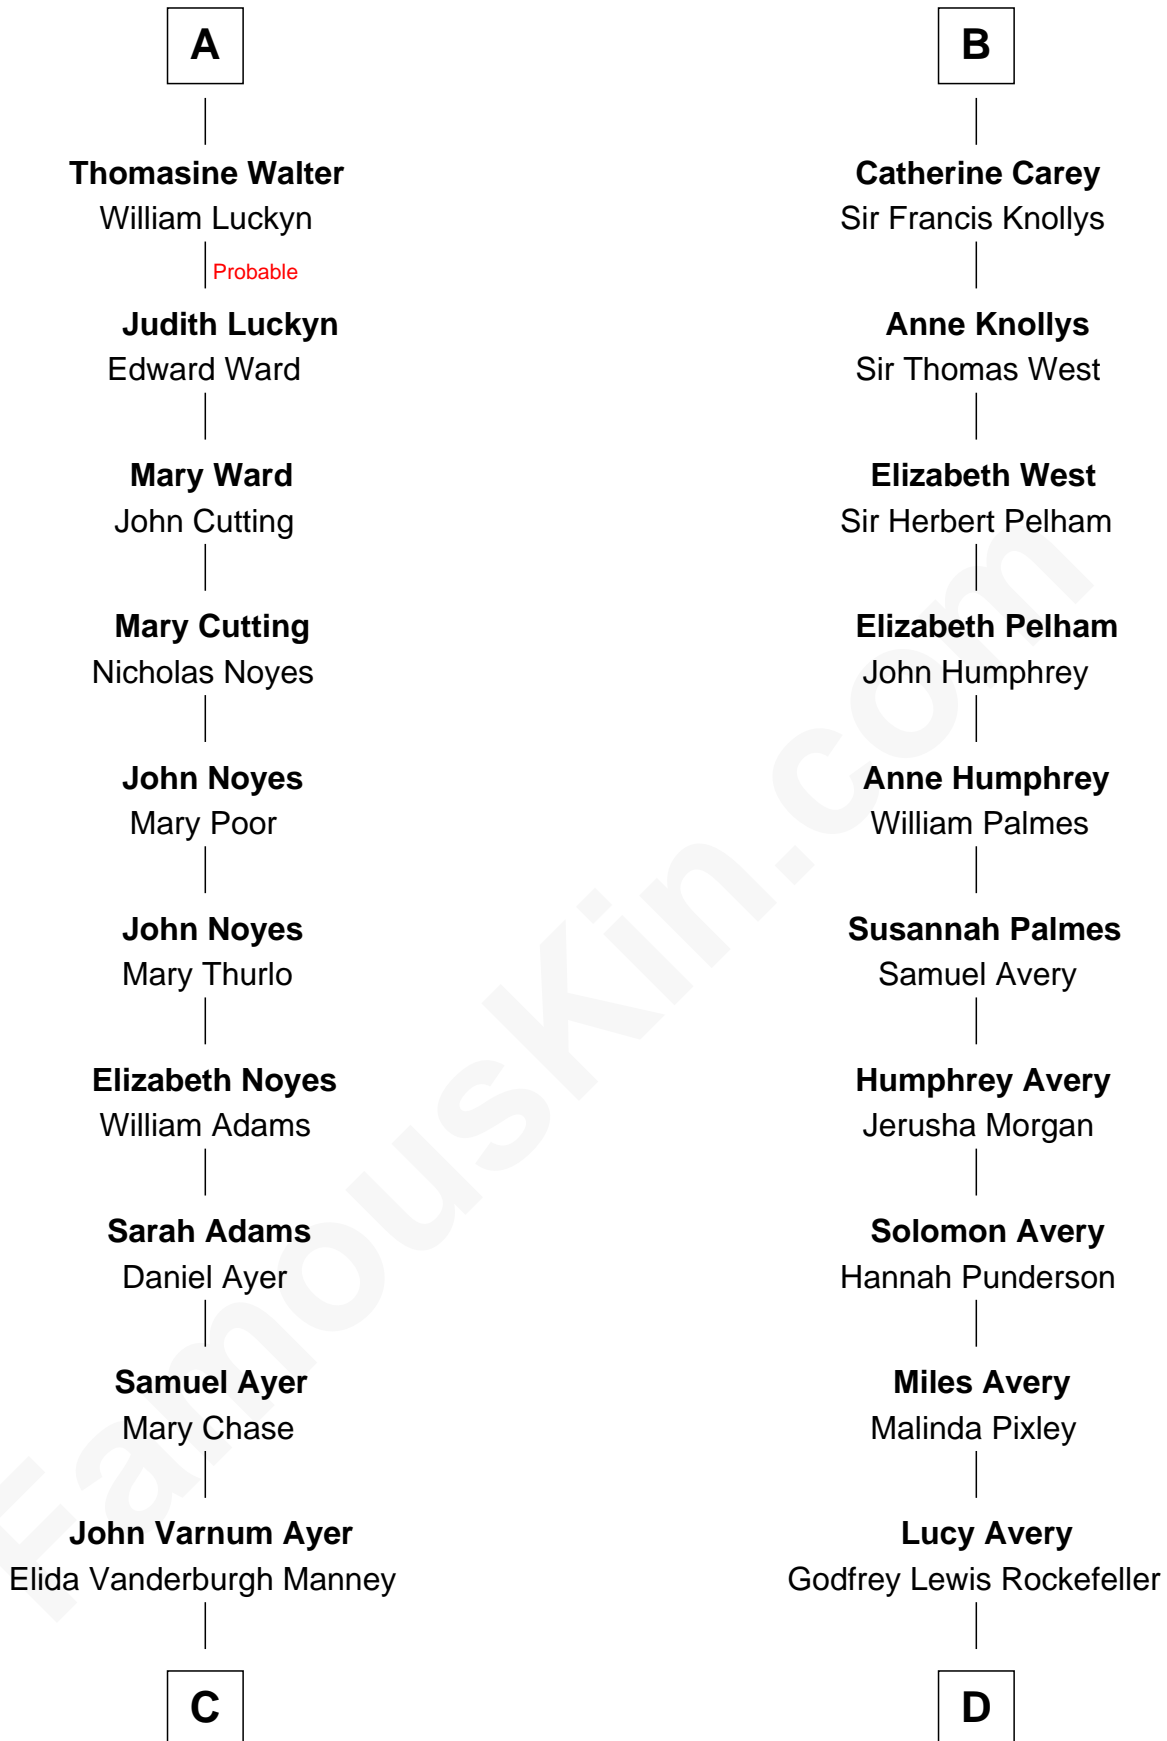 A
Thomasine Walter
William Luckyn
Probable
Judith Luckyn
Edward Ward
Mary Ward
John Cutting
Mary Cutting
Nicholas Noyes
John Noyes
Mary Poor
John Noyes
Mary Thurlo
Elizabeth Noyes
William Adams
Sarah Adams
Daniel Ayer
Samuel Ayer
Mary Chase
John Varnum Ayer
Elida Vanderburgh Manney
C
B
Catherine Carey
Sir Francis Knollys
Anne Knollys
Sir Thomas West
Elizabeth West
Sir Herbert Pelham
Elizabeth Pelham
John Humphrey
Anne Humphrey
William Palmes
Susannah Palmes
Samuel Avery
Humphrey Avery
Jerusha Morgan
Solomon Avery
Hannah Punderson
Miles Avery
Malinda Pixley
Lucy Avery
Godfrey Lewis Rockefeller
D
FamousKin.com